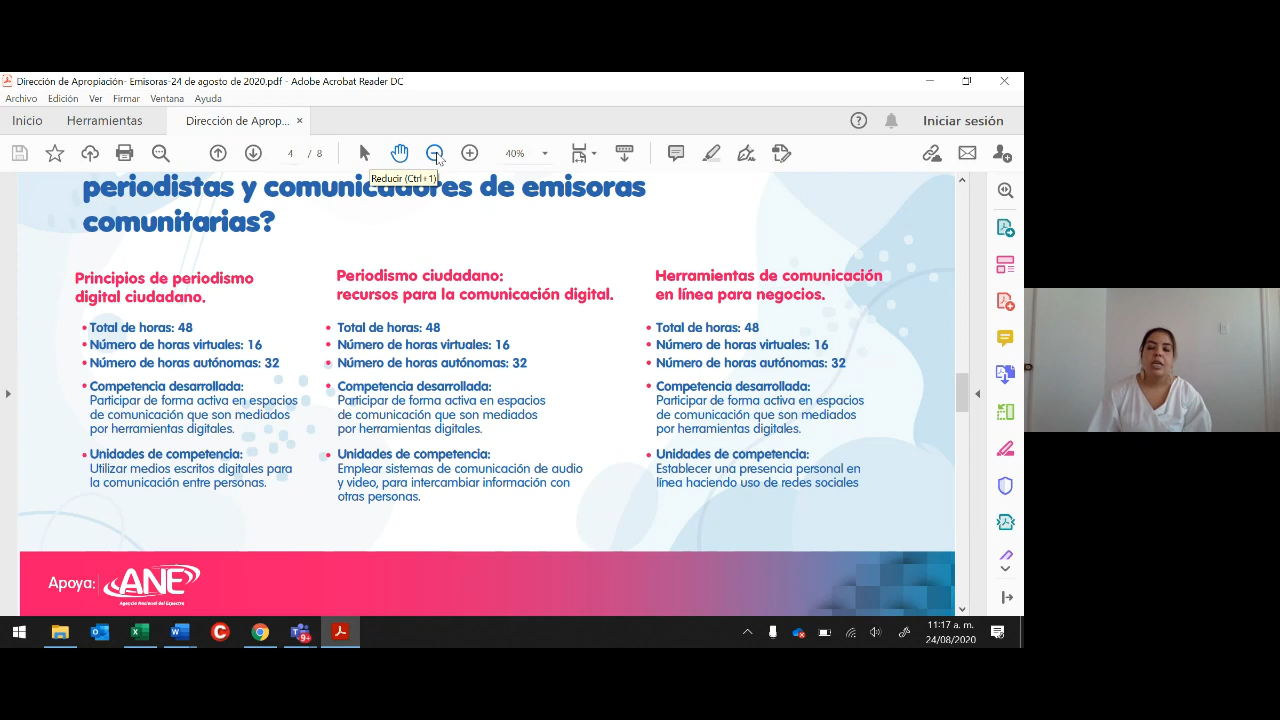 Dirección de Apropiación- Emisoras-24 de agosto de 2020.pdf - Adobe Acrobat Reader DC
Archivo Edición Ver Firmar Ventana Ayuda
Inicio Herramientas Dirección de Aprop... × Iniciar sesión
4 / 8 40%
Reducir (Ctrl+1)
periodistas y comunicadores de emisoras
comunitarias?
Principios de periodismo
digital ciudadano.
• Total de horas: 48
• Número de horas virtuales: 16
• Número de horas autónomas: 32
• Competencia desarrollada:
Participar de forma activa en espacios
de comunicación que son mediados
por herramientas digitales.
• Unidades de competencia:
Utilizar medios escritos digitales para
la comunicación entre personas.
Periodismo ciudadano:
recursos para la comunicación digital.
• Total de horas: 48
• Número de horas virtuales: 16
• Número de horas autónomas: 32
• Competencia desarrollada:
Participar de forma activa en espacios
de comunicación que son mediados
por herramientas digitales.
• Unidades de competencia:
Emplear sistemas de comunicación de audio
y video, para intercambiar información con
otras personas.
Herramientas de comunicación
en línea para negocios.
• Total de horas: 48
• Número de horas virtuales: 16
• Número de horas autónomas: 32
• Competencia desarrollada:
Participar de forma activa en espacios
de comunicación que son mediados
por herramientas digitales.
• Unidades de competencia:
Establecer una presencia personal en
línea haciendo uso de redes sociales
Apoya: ANE
Agencia Nacional del Espectro
9+
11:17 a. m.
24/08/2020